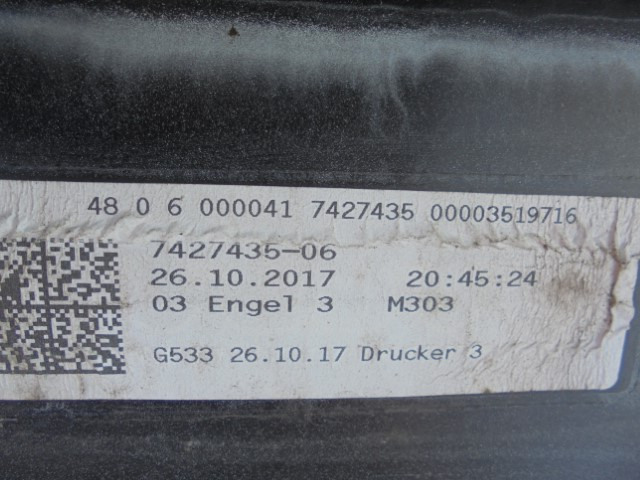 48 0 6 000041 7427435 00003519716
7427435-06
26.10.2017 20:45:24
03 Engel 3 M303
G533 26.10.17 Drucker 3